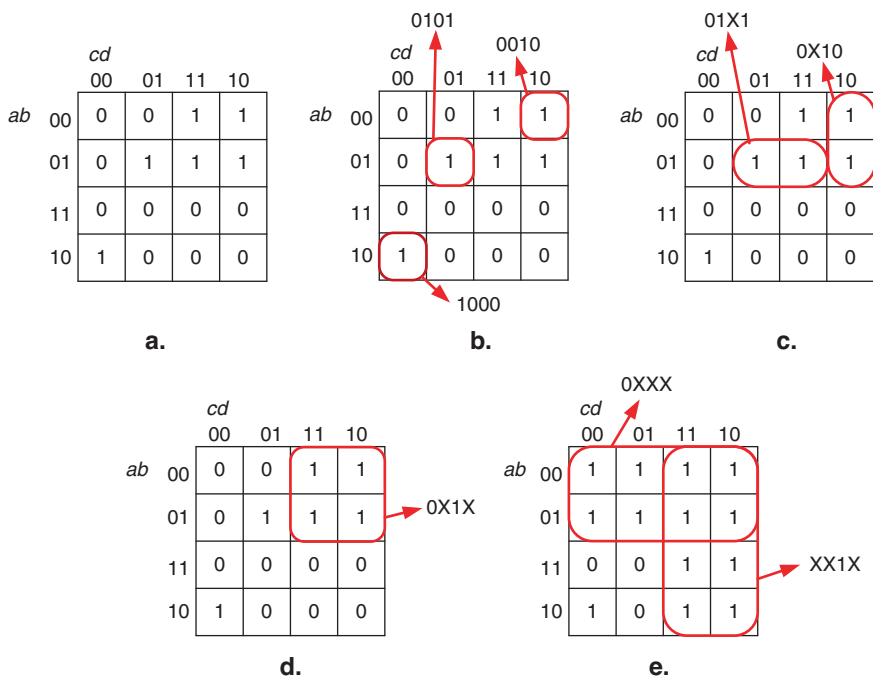 0101
01X1
cd
cd
0010
cd
0X10
00 01 11 10
00 01 11 10
00 01 11 10
ab 00 0 0 1 1
ab 00 0 0 1 1
ab 00 0 0 1 1
01 0 1 1 1
01 0 1 1 1
01 0 1 1 1
11 0 0 0 0
11 0 0 0 0
11 0 0 0 0
10 1 0 0 0
10 1 0 0 0
10 1 0 0 0
1000
a.
b.
c.
0XXX
cd
cd
00 01 11 10
00 01 11 10
ab 00 0 0 1 1
ab 00 1 1 1 1
01 0 1 1 1
0X1X
01 1 1 1 1
11 0 0 0 0
11 0 0 1 1
XX1X
10 1 0 0 0
10 1 0 1 1
d.
e.